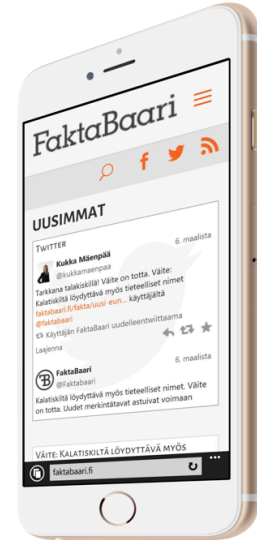 FaktaBaari
UUSIMMAT
TWITTER
Kukka Mäenpää
6. maalista
@kukkamaenpaa
Tarkkana talakiskillä! Väite on totta. Väite:
Kalatiskiltä löydyttävä myös tieteelliset nimet
faktabaari.fi/fakta/uusi-eun... käyttäjältä
@faktabaari
Käyttäjän FaktaBaari uudelleentwiittaama
Laajenna
6. maalista
FaktaBaari
@Faktabaari
Kalatiskiltä löydyttävä myös tieteelliset nimet. Väite
on totta. Uudet merkintätavat astuivat voimaan
VÄITE: KALATISKILTÄ LÖYDYTTÄVÄ MYÖS
faktabaari.fi